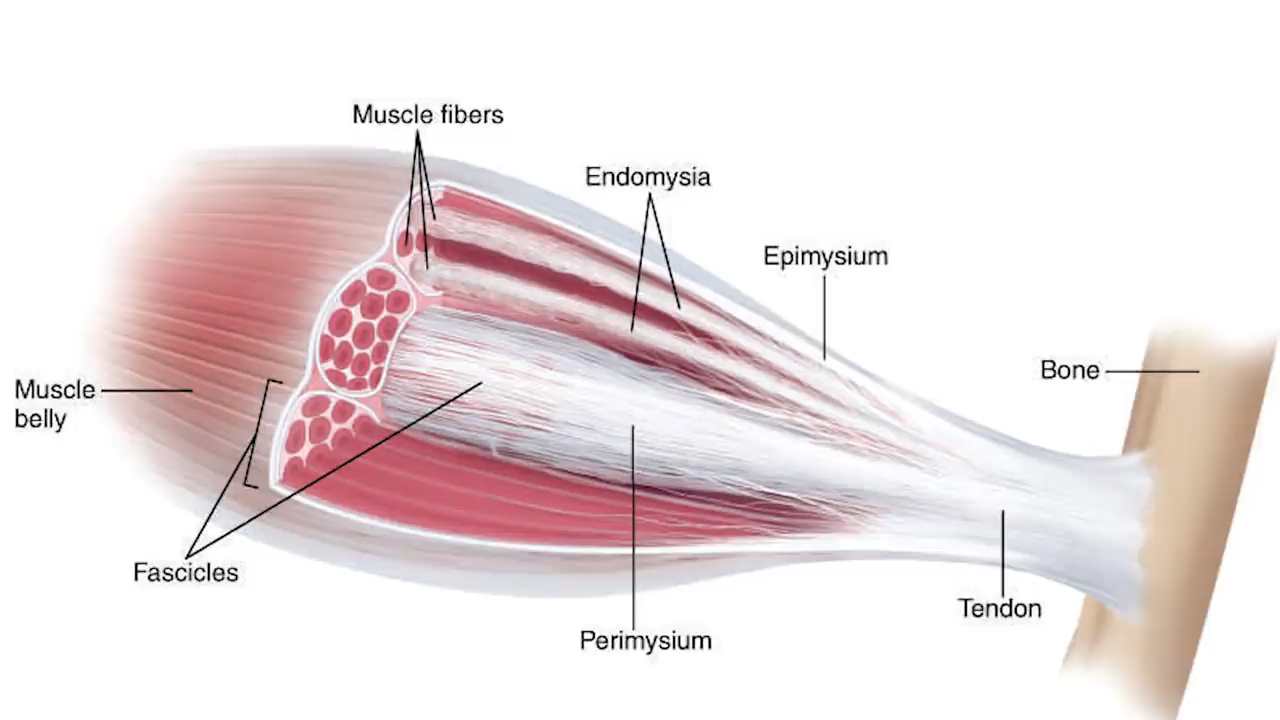 Muscle fibers
Endomysia
Epimysium
Bone
Muscle
belly
Fascicles
Tendon
Perimysium